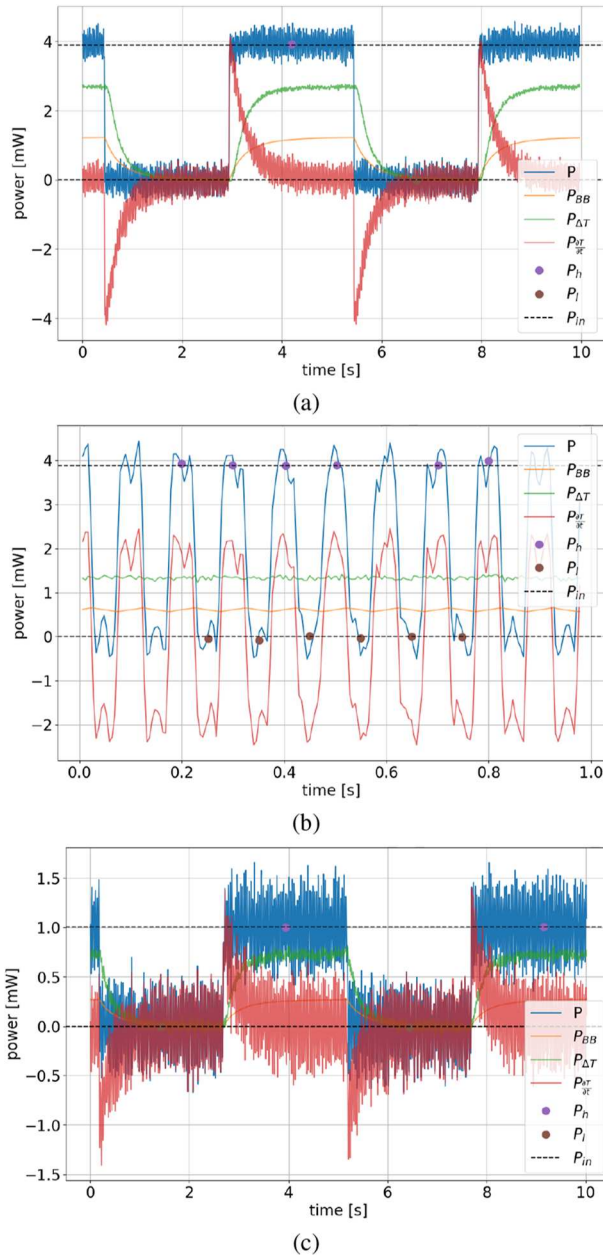 power [mW]
4
2
0
−2
−4
0 2 4 6 8 10
time [s]
P
P_BB
P_ΔT
P_∂T/∂t
P_h
P_l
P_in
(a)
power [mW]
4
3
2
1
0
−1
−2
0.0 0.2 0.4 0.6 0.8 1.0
time [s]
P
P_BB
P_ΔT
P_∂T/∂t
P_h
P_l
P_in
(b)
power [mW]
1.5
1.0
0.5
0.0
−0.5
−1.0
−1.5
0 2 4 6 8 10
time [s]
P
P_BB
P_ΔT
P_∂T/∂t
P_h
P_l
P_in
(c)